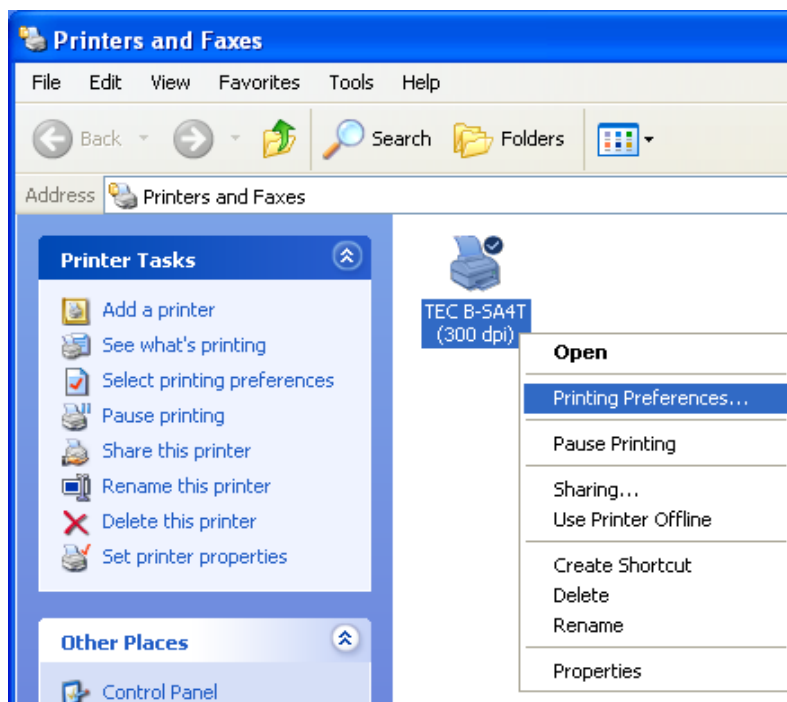 Printers and Faxes
File Edit View Favorites Tools Help
Back Search Folders
Address Printers and Faxes
Printer Tasks
Add a printer
See what's printing
Select printing preferences
Pause printing
Share this printer
Rename this printer
Delete this printer
Set printer properties
Other Places
Control Panel
TEC B-SA4T
(300 dpi)
Open
Printing Preferences...
Pause Printing
Sharing...
Use Printer Offline
Create Shortcut
Delete
Rename
Properties